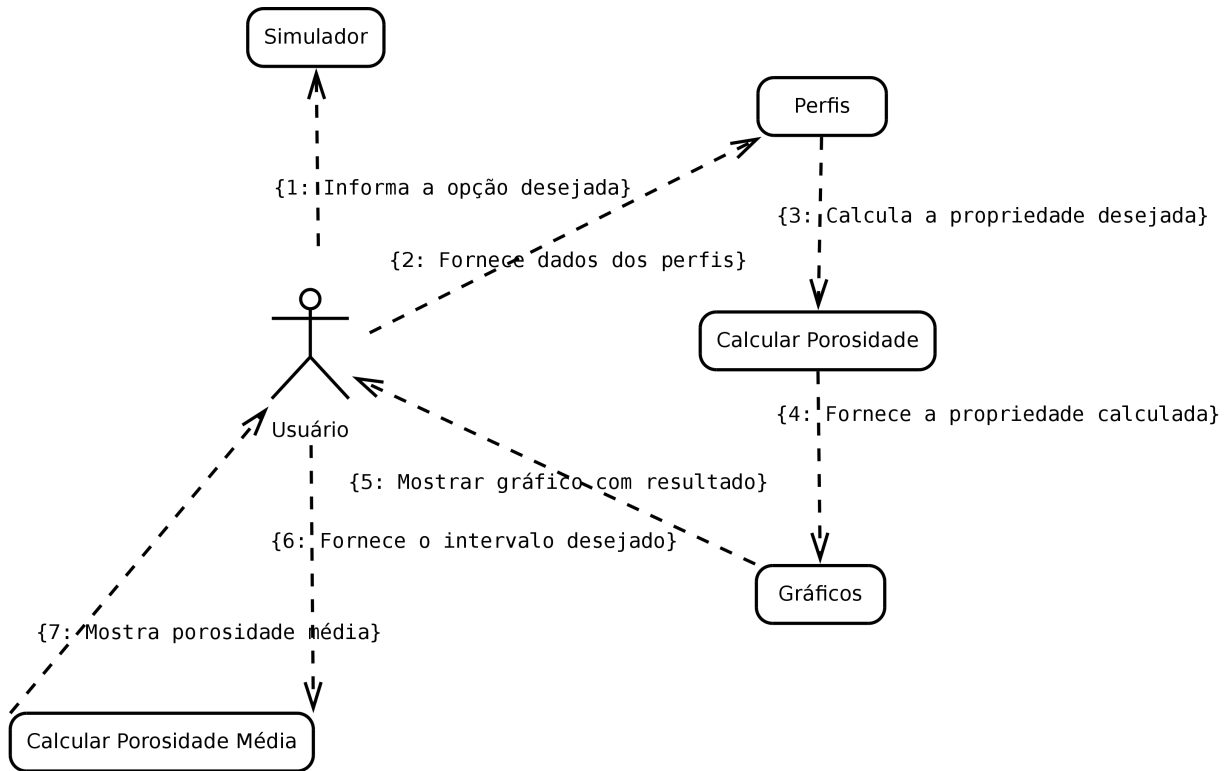 Simulador
Perfis
{1: Informa a opção desejada}
{3: Calcula a propriedade desejada}
{2: Fornece dados dos perfis}
Calcular Porosidade
{4: Fornece a propriedade calculada}
Usuário
{5: Mostrar gráfico com resultado}
{6: Fornece o intervalo desejado}
Gráficos
{7: Mostra porosidade média}
Calcular Porosidade Média